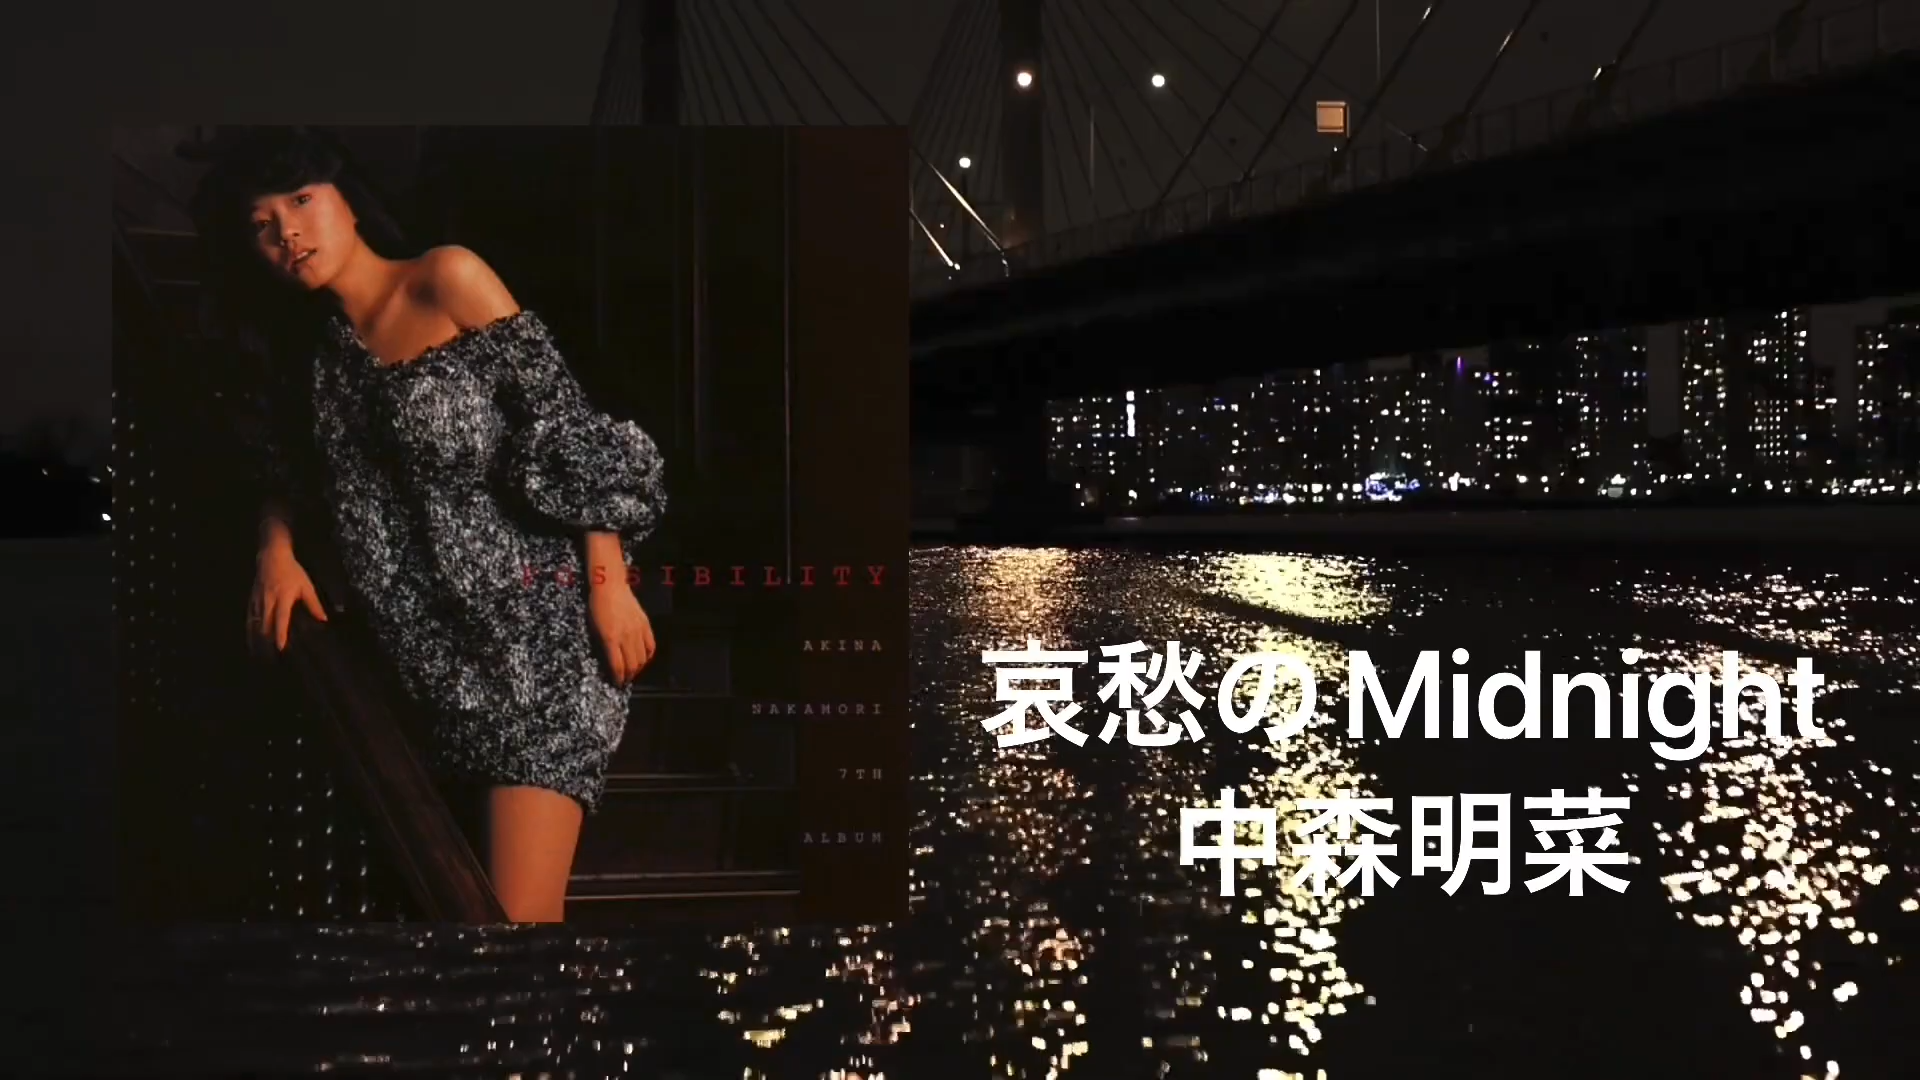 POSSIBILITY
AKINA
NAKAMORI
7TH
ALBUM
哀愁のMidnight
中森明菜